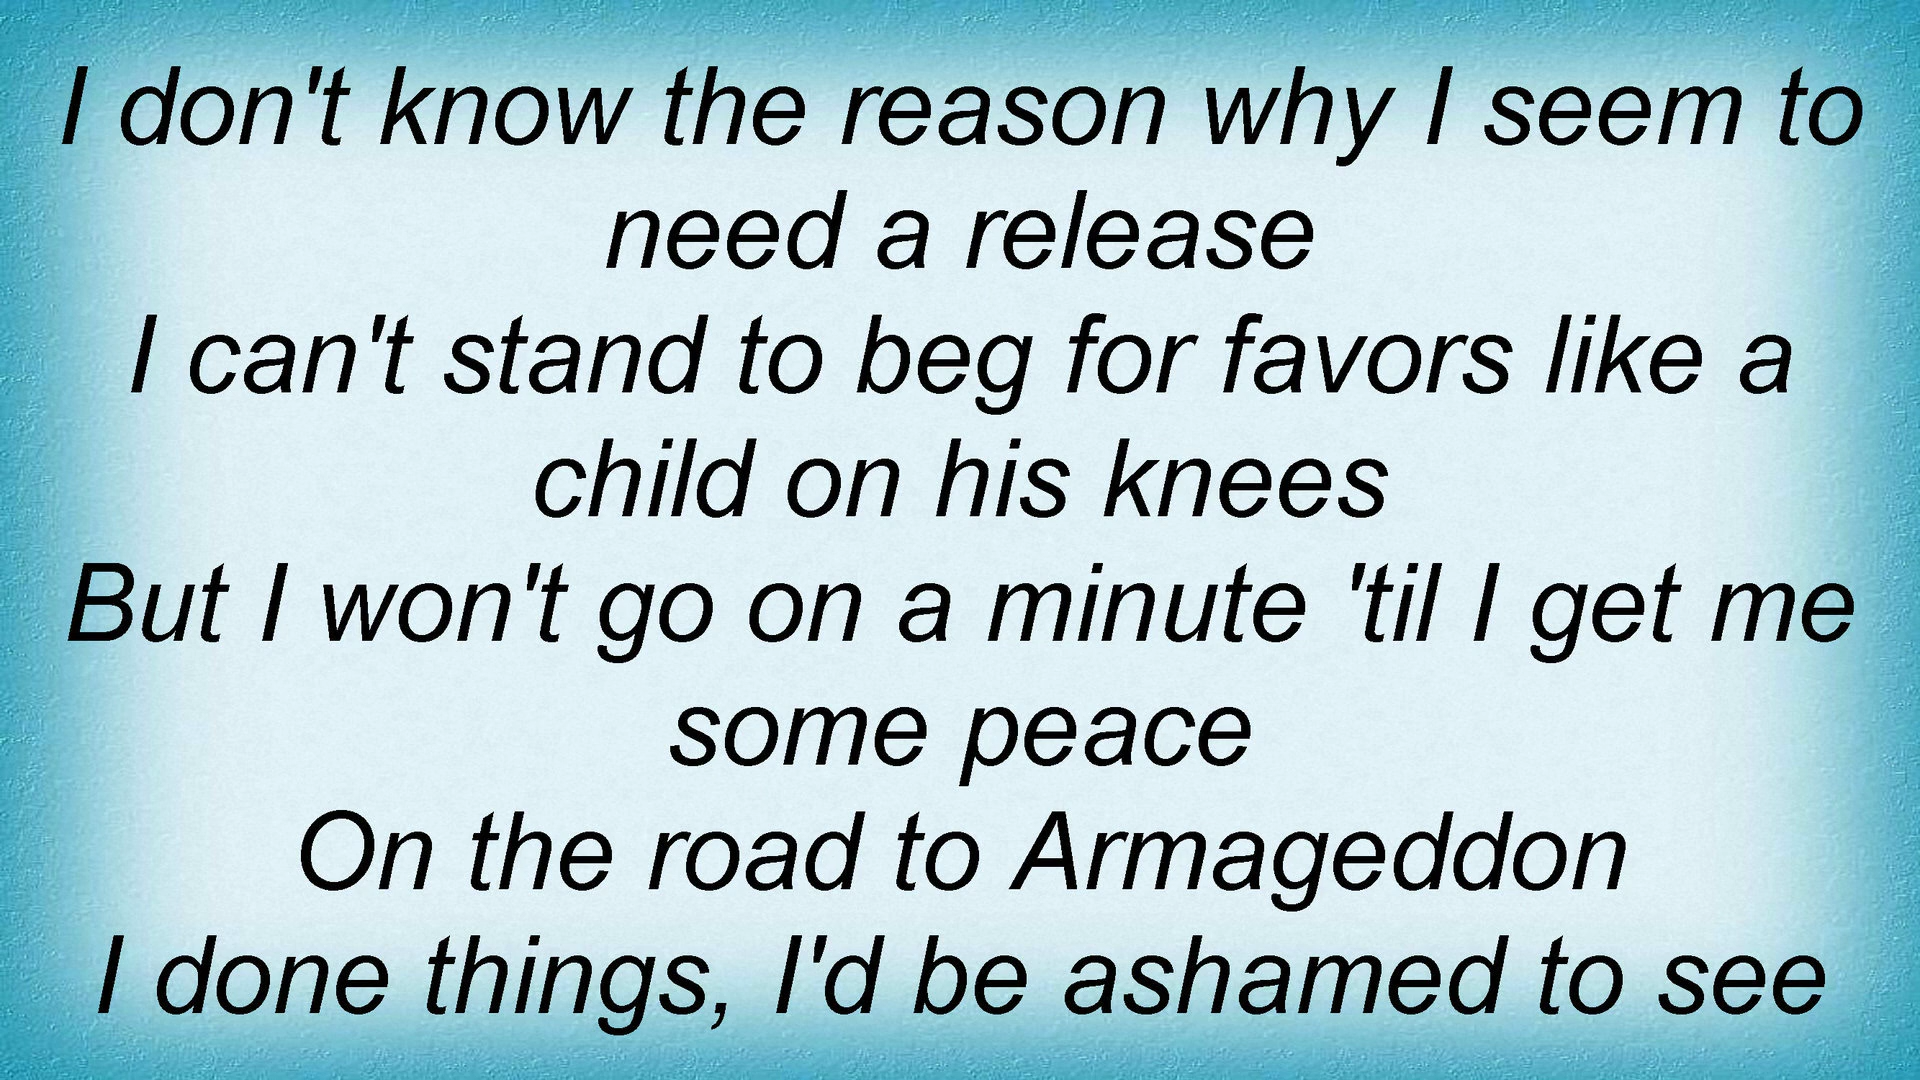 I don't know the reason why I seem to
need a release
I can't stand to beg for favors like a
child on his knees
But I won't go on a minute 'til I get me
some peace
On the road to Armageddon
I done things, I'd be ashamed to see